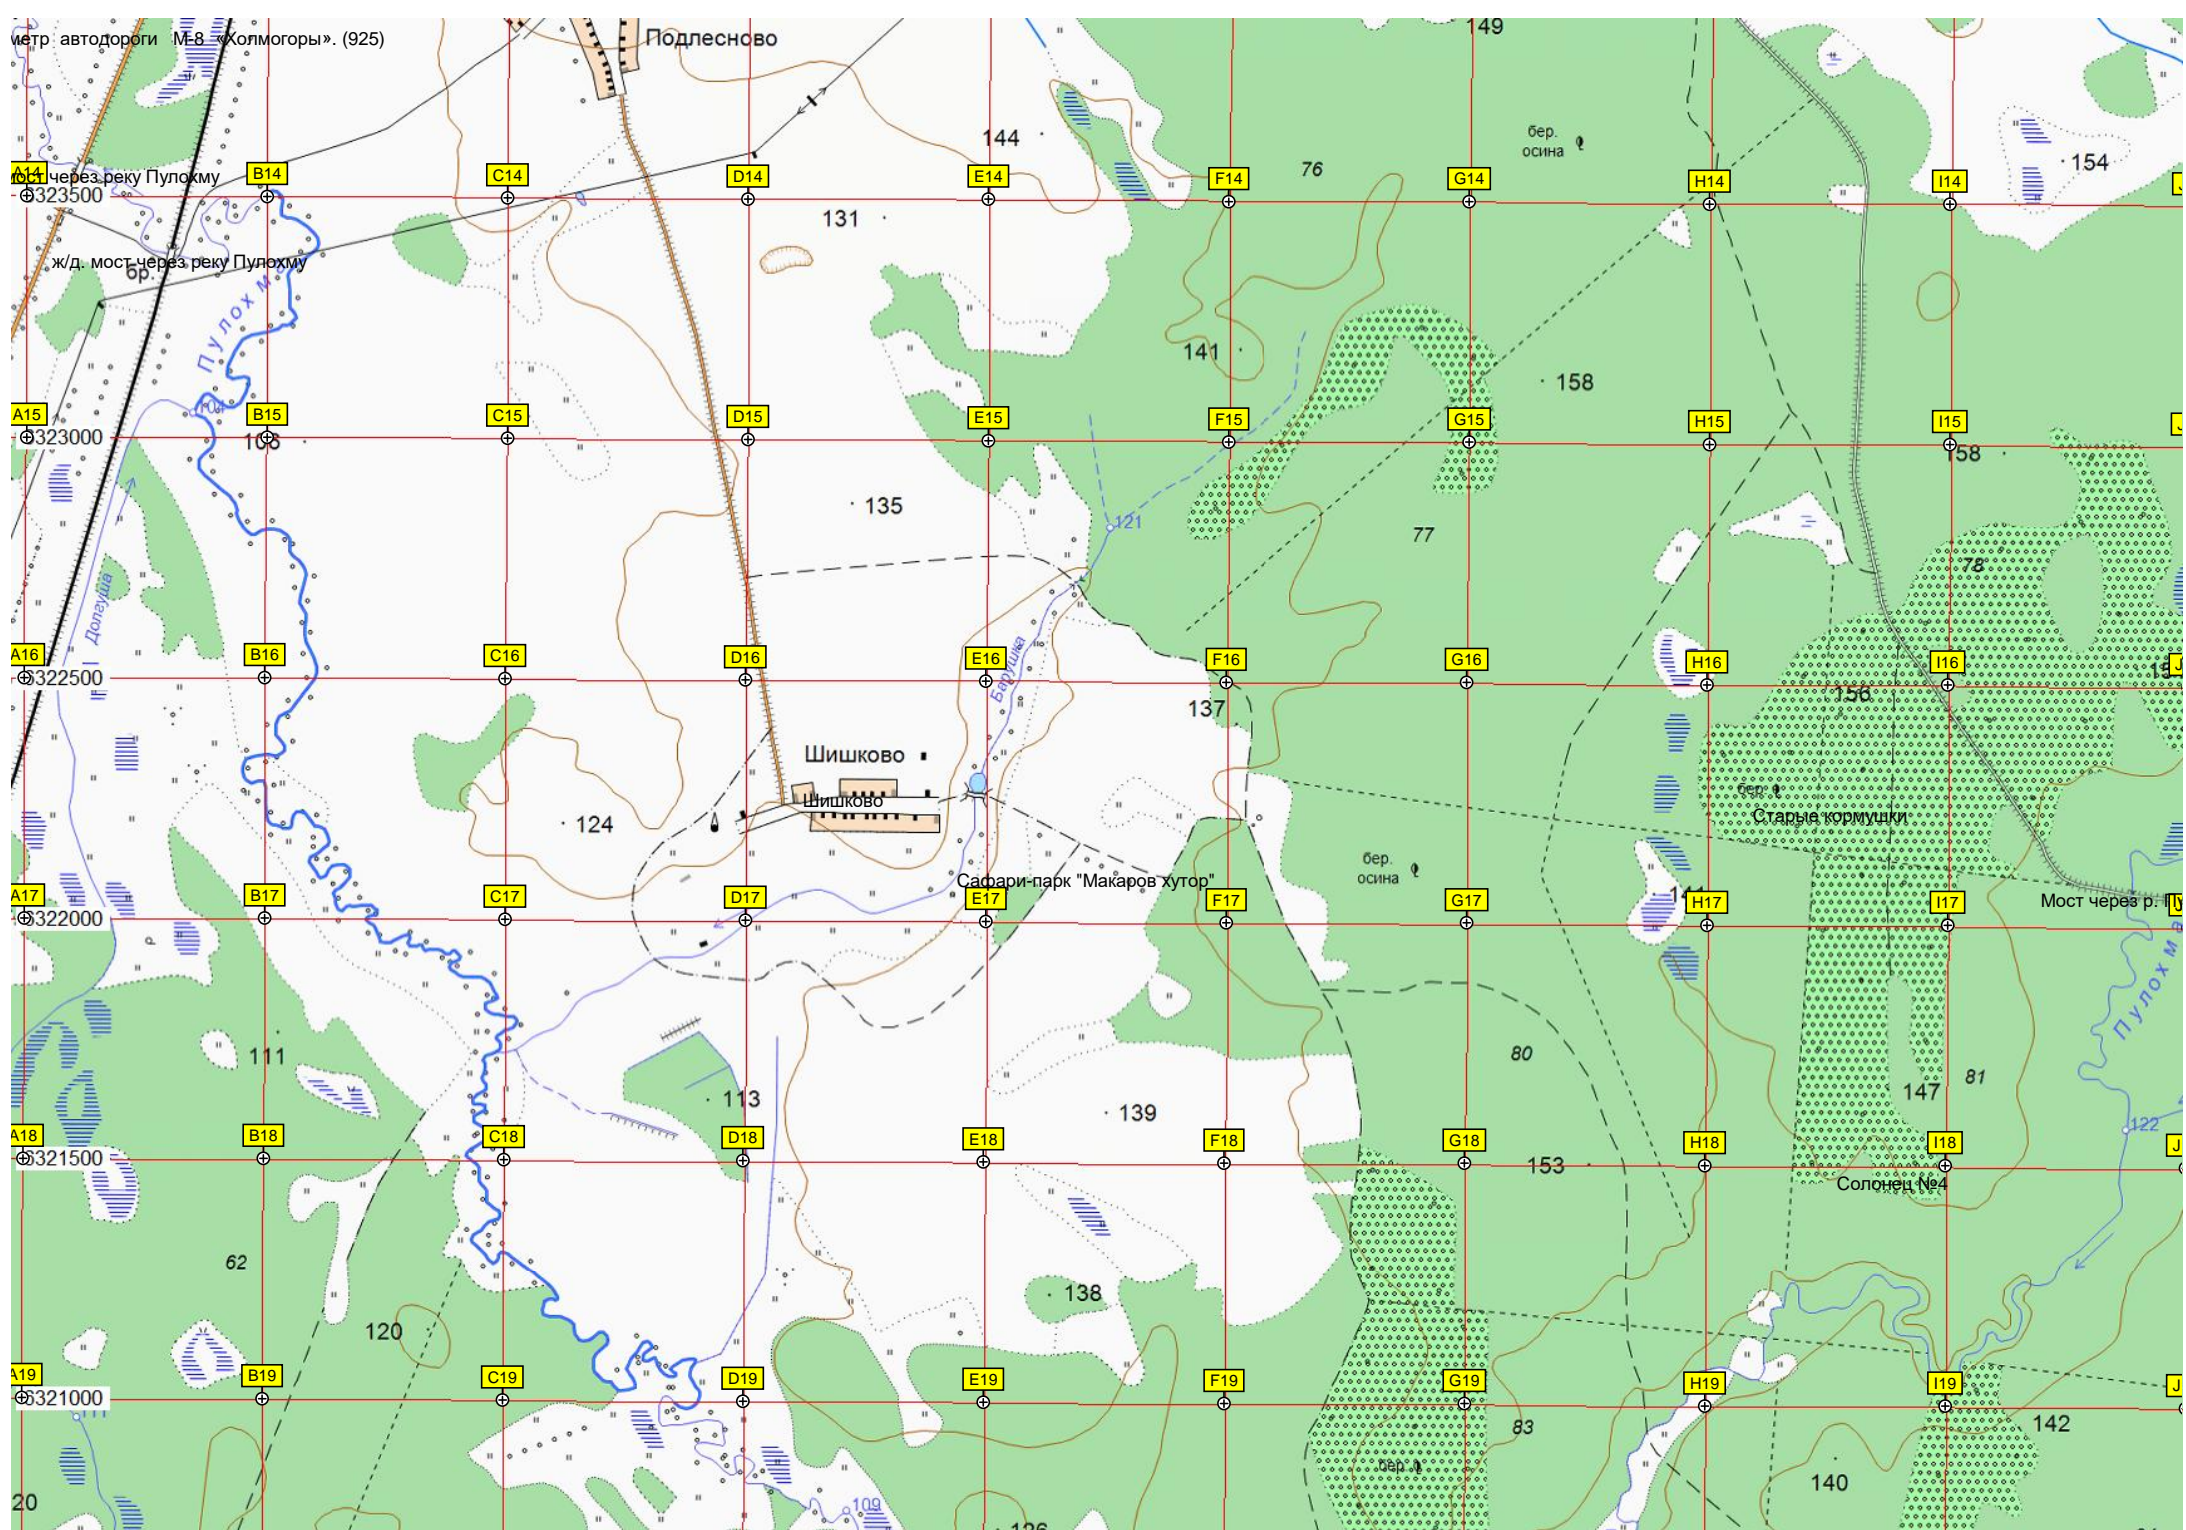 метр автодороги М-8 «Холмогоры». (925)
Подлесново
149
144
бер.
осина
76
154
A14
B14
C14
D14
E14
F14
G14
H14
I14
мост через реку Пулохму
6323500
131
ж/д. мост через реку Пулохму
бр.
Пулохма
141
158
104
A15
B15
C15
D15
E15
F15
G15
H15
I15
6323000
106
158
135
121
77
78
Долгуша
Барушка
A16
B16
C16
D16
E16
F16
G16
H16
I16
6322500
156
137
Шишково
Шишково
124
бер.
Старые кормушки
бер.
осина
Сафари-парк "Макаров хутор"
A17
B17
C17
D17
E17
F17
G17
H17
I17
6322000
Мост через р.
Пулохма
111
80
113
139
147
81
122
A18
B18
C18
D18
E18
F18
G18
H18
I18
6321500
153
Солонец №4
62
138
120
A19
B19
C19
D19
E19
F19
G19
H19
I19
6321000
83
142
бер.
140
109